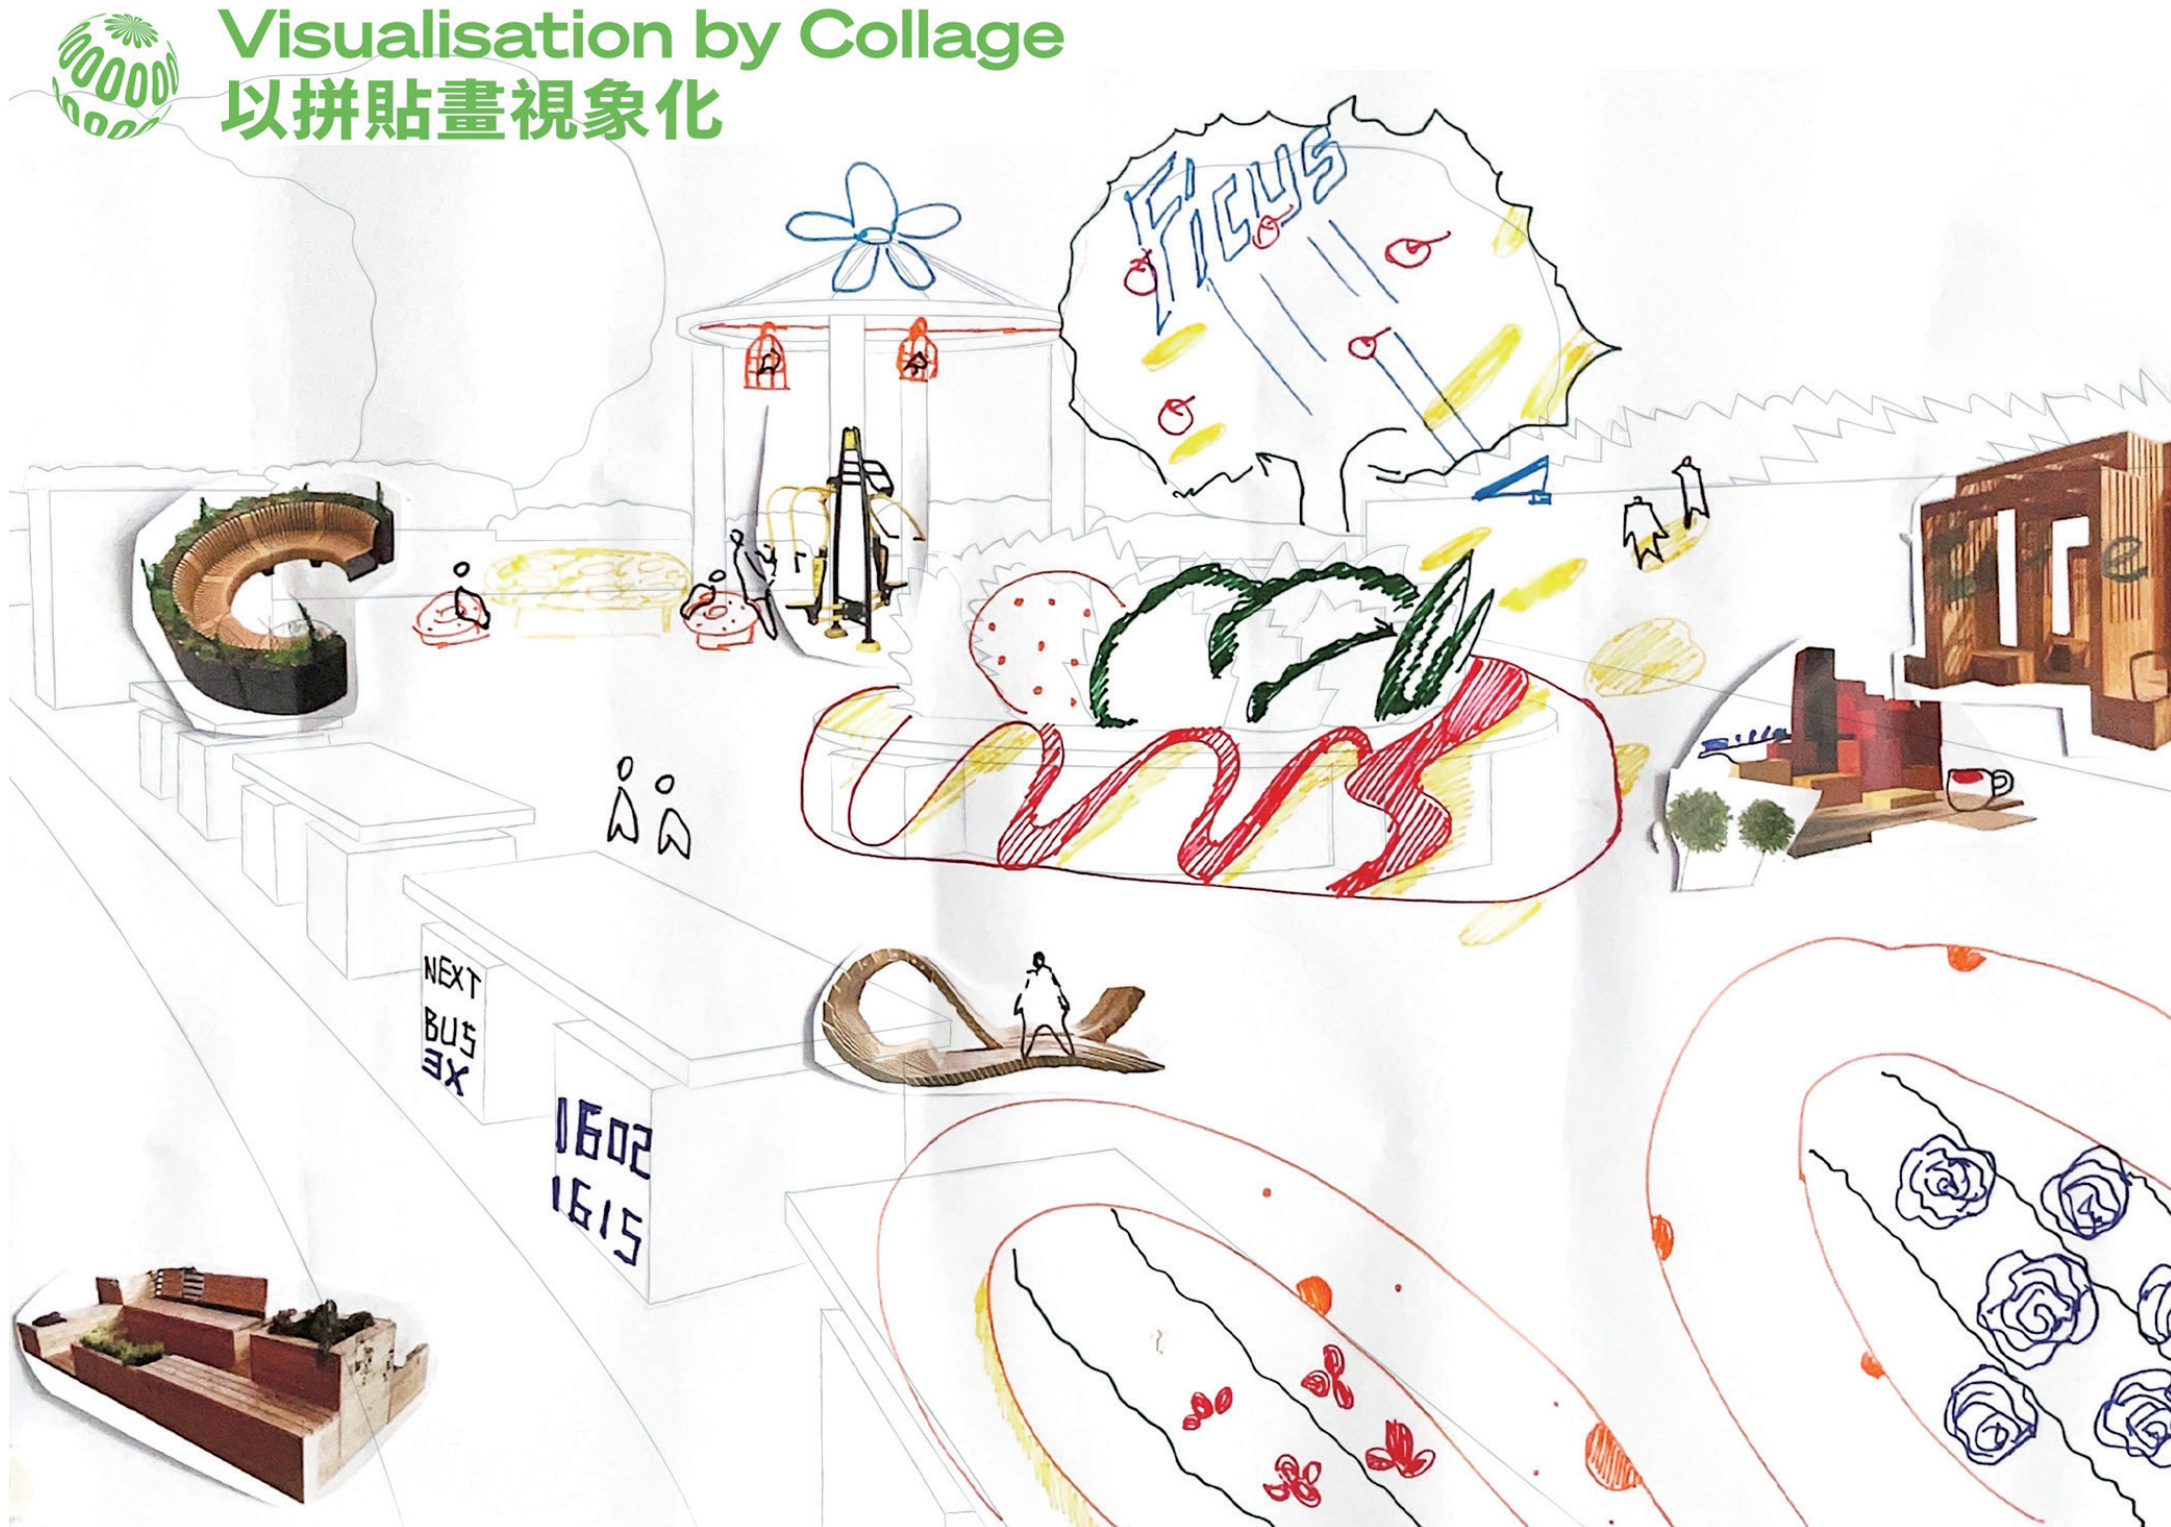 Visualisation by Collage
以拼貼畫視象化
Ficus
NEXT
BUS
3X
1602
1615